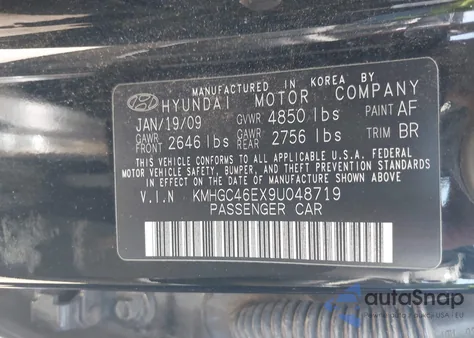 MANUFACTURED IN KOREA BY
HYUNDAI MOTOR COMPANY
JAN/19/09 GVWR 4850 lbs PAINT AF
GAWR FRONT 2646 lbs GAWR REAR 2756 lbs TRIM BR
THIS VEHICLE CONFORMS TO ALL APPLICABLE U.S.A. FEDERAL
MOTOR VEHICLE SAFETY, BUMPER, AND THEFT PREVENTION STANDARDS
IN EFFECT ON THE DATE OF MANUFACTURE SHOWN ABOVE.
V.I.N KMHGC46EX9U048719
PASSENGER CAR
autoSnap